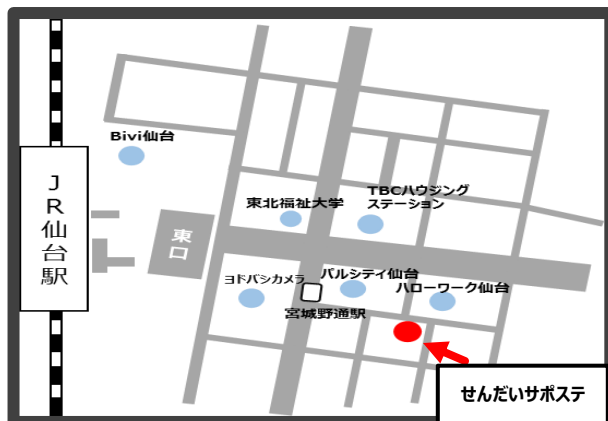 Bivi仙台
JR仙台駅
東口
東北福祉大学
TBCハウジング
ステーション
ヨドバシカメラ
パルシティ仙台
ハローワーク仙台
宮城野通駅
せんだいサポステ